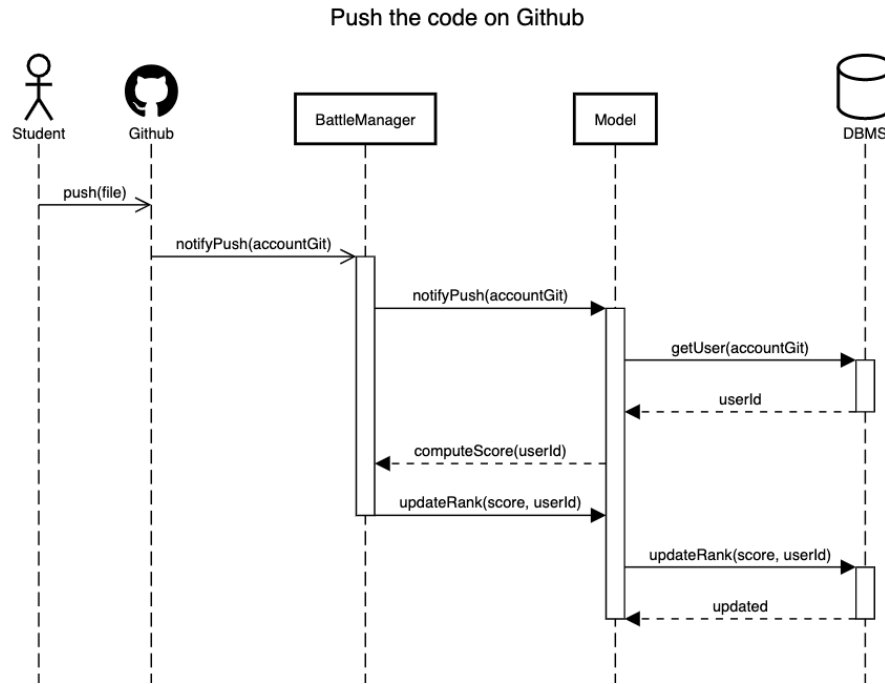 Push the code on Github
Student
Github
BattleManager
Model
DBMS
push(file)
notifyPush(accountGit)
notifyPush(accountGit)
getUser(accountGit)
userId
computeScore(userId)
updateRank(score, userId)
updateRank(score, userId)
updated